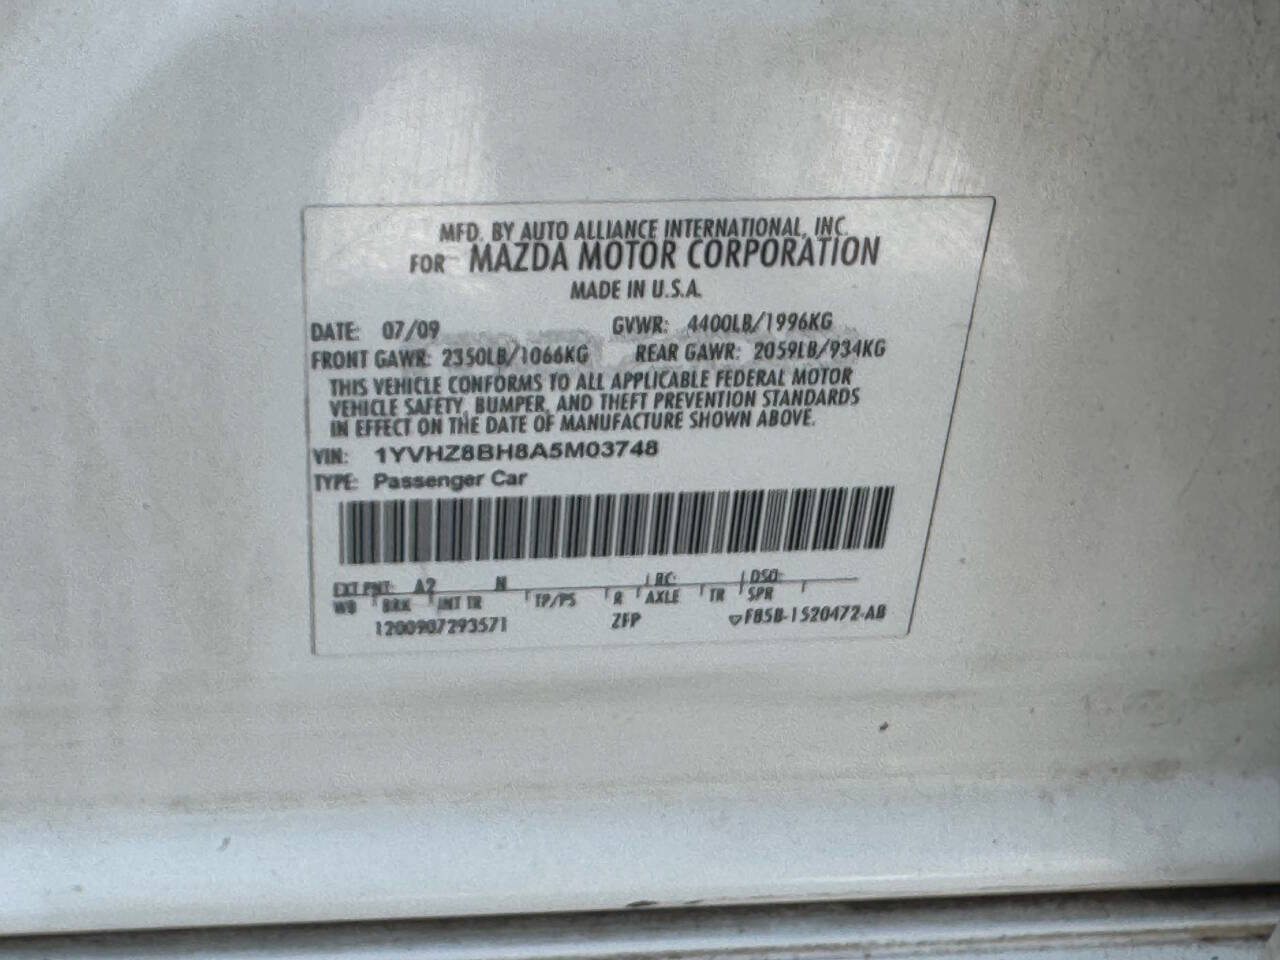 MFD. BY AUTO ALLIANCE INTERNATIONAL, INC.
FOR MAZDA MOTOR CORPORATION
MADE IN U.S.A.
DATE: 07/09 GVWR: 4400LB/1996KG
FRONT GAWR: 2350LB/1066KG REAR GAWR: 2059LB/934KG
THIS VEHICLE CONFORMS TO ALL APPLICABLE FEDERAL MOTOR
VEHICLE SAFETY, BUMPER, AND THEFT PREVENTION STANDARDS
IN EFFECT ON THE DATE OF MANUFACTURE SHOWN ABOVE.
VIN: 1YVHZ8BH8A5M03748
TYPE: Passenger Car
EXT PNT: A2 N RC: DSO:
WB BRK INT TR TP/PS R AXLE TR SPR
1200907293571 ZFP F85B-1520472-AB